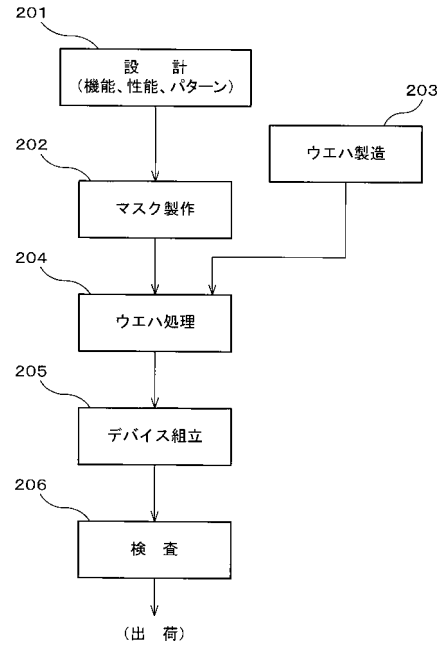 201
設 計
(機能、性能、パターン)
203
ウエハ製造
202
マスク製作
204
ウエハ処理
205
デバイス組立
206
検 査
(出 荷)